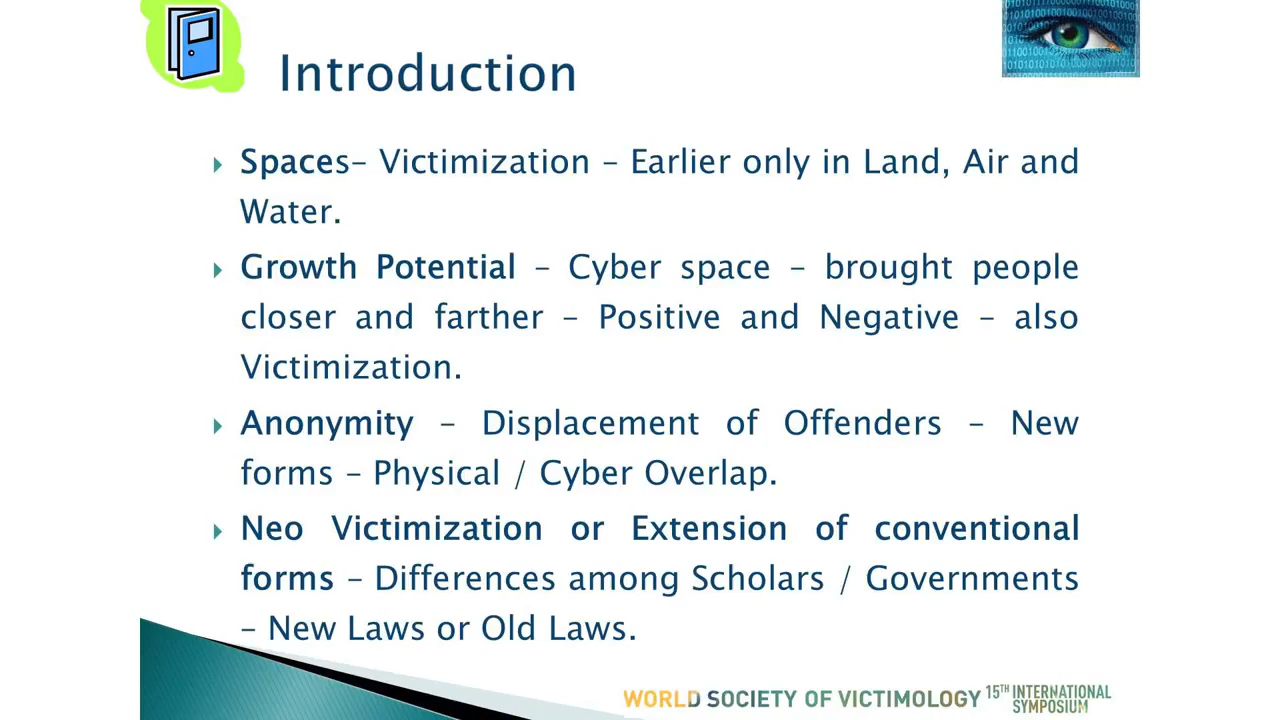 Introduction
Spaces– Victimization – Earlier only in Land, Air and
Water.
Growth Potential – Cyber space – brought people
closer and farther – Positive and Negative – also
Victimization.
Anonymity – Displacement of Offenders – New
forms – Physical / Cyber Overlap.
Neo Victimization or Extension of conventional
forms – Differences among Scholars / Governments
– New Laws or Old Laws.
WORLD SOCIETY OF VICTIMOLOGY 15TH INTERNATIONAL
SYMPOSIUM